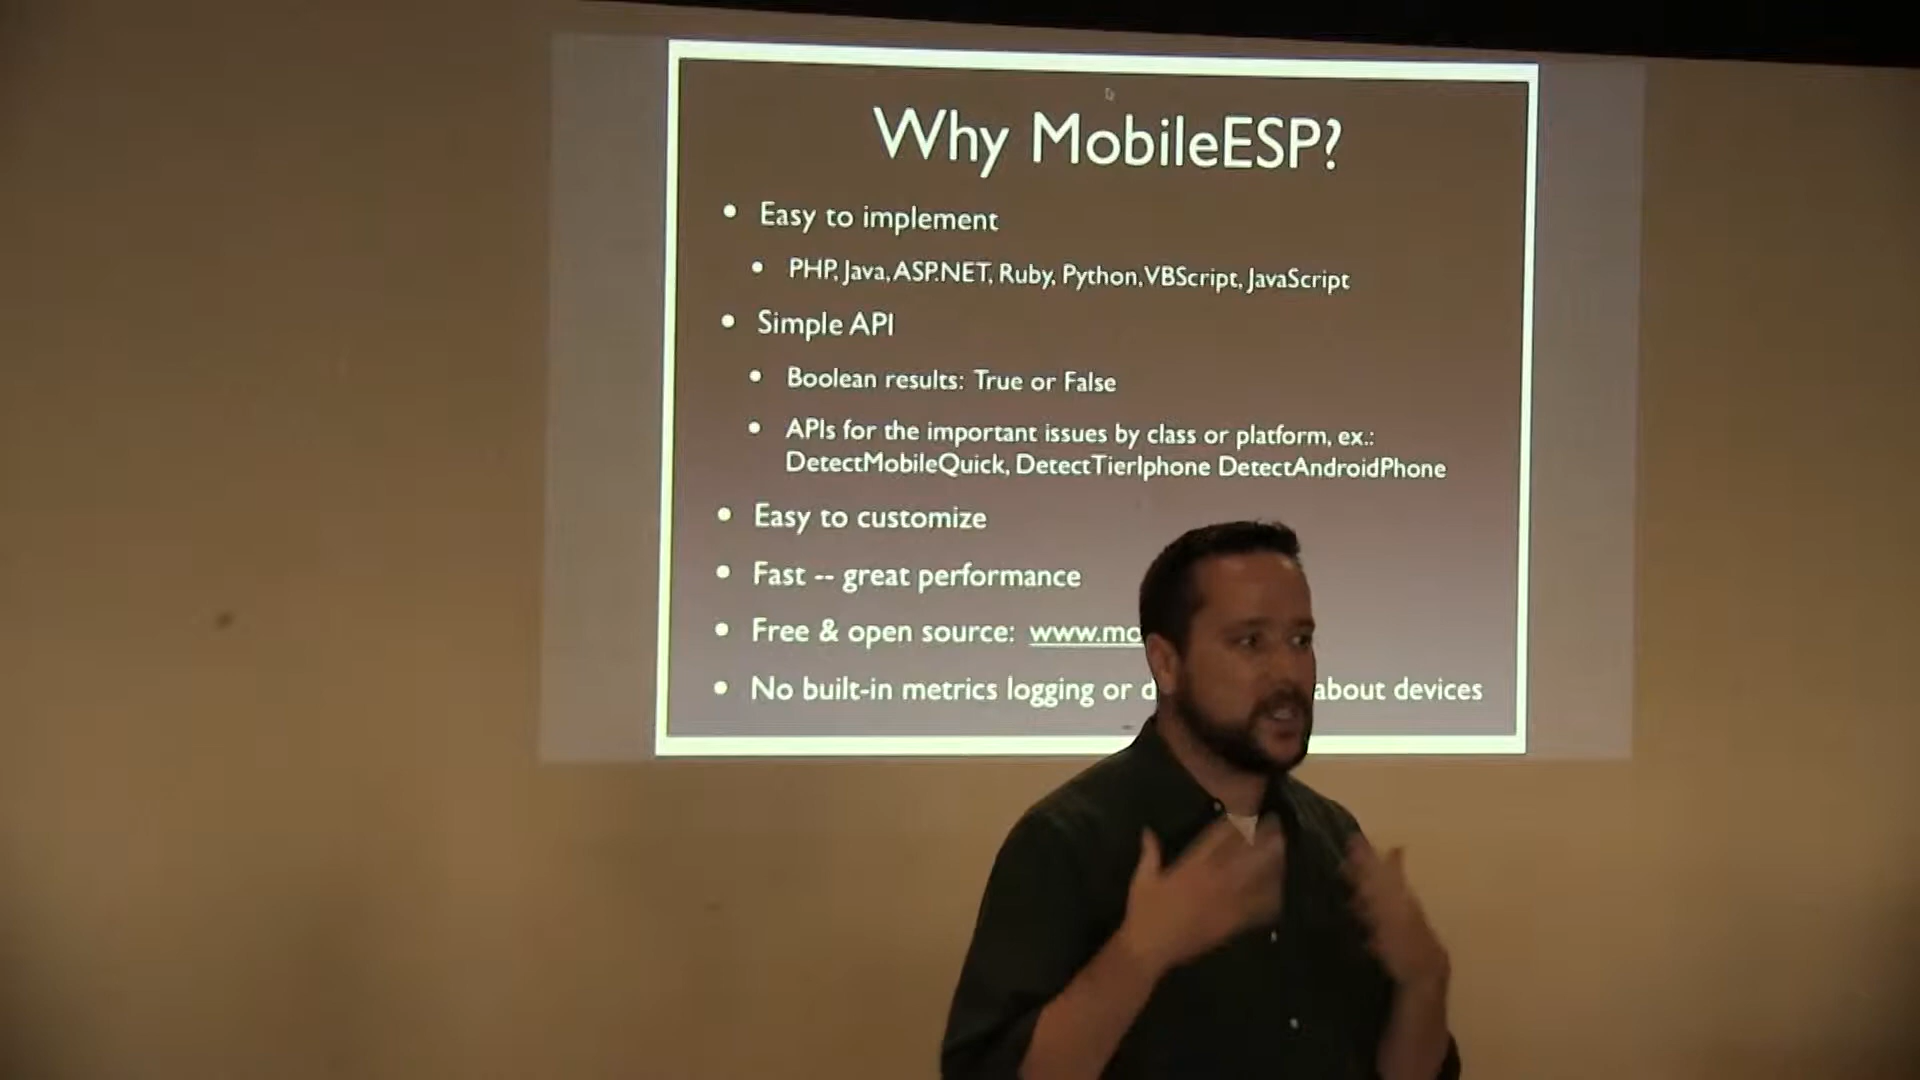 Why MobileESP?
• Easy to implement
• PHP, Java, ASP.NET, Ruby, Python, VBScript, JavaScript
• Simple API
• Boolean results: True or False
• APIs for the important issues by class or platform, ex.:
DetectMobileQuick, DetectTierIphone DetectAndroidPhone
• Easy to customize
• Fast -- great performance
• Free & open source: www.mo
• No built-in metrics logging or d about devices